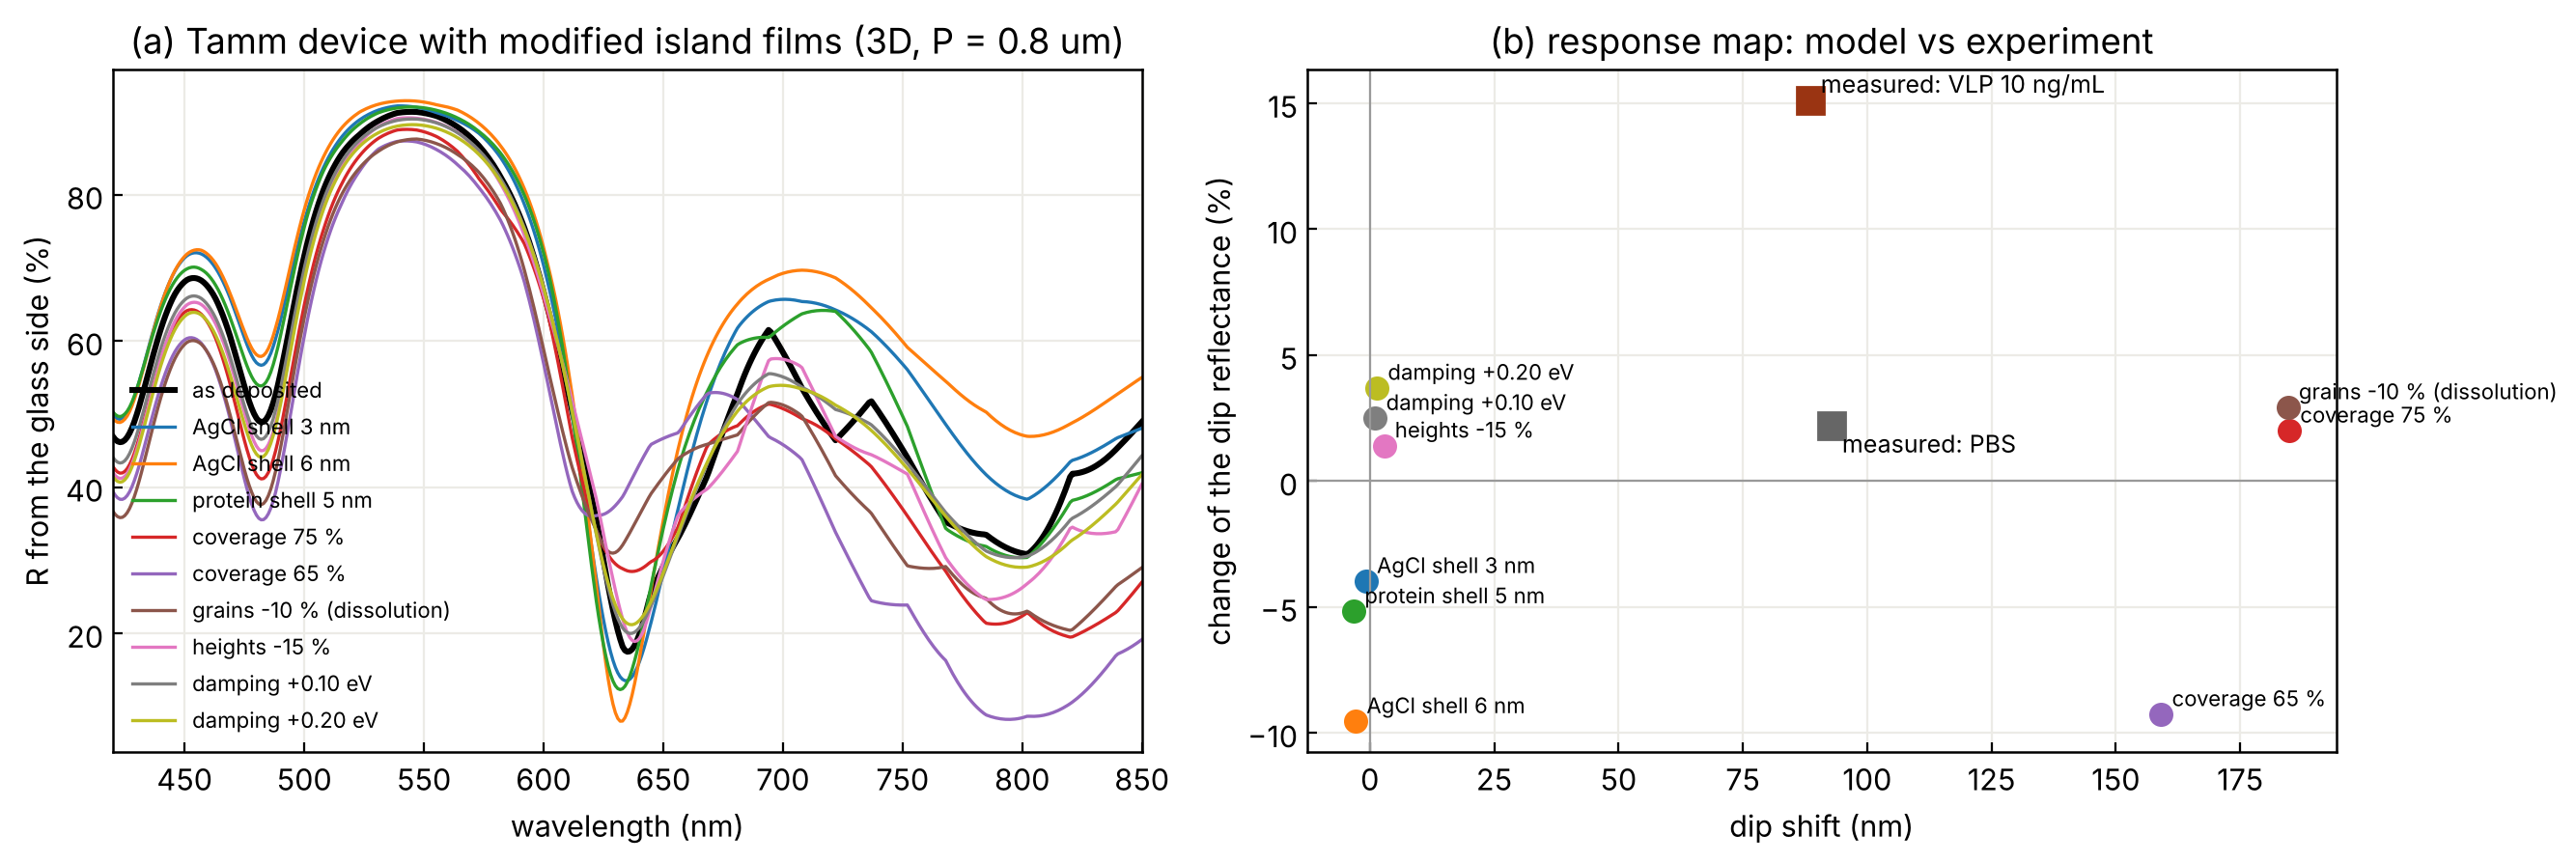 (a) Tamm device with modified island films (3D, P = 0.8 um)
R from the glass side (%)
80
60
40
20
as deposited
AgCl shell 3 nm
AgCl shell 6 nm
protein shell 5 nm
coverage 75 %
coverage 65 %
grains -10 % (dissolution)
heights -15 %
damping +0.10 eV
damping +0.20 eV
450 500 550 600 650 700 750 800 850
wavelength (nm)
(b) response map: model vs experiment
change of the dip reflectance (%)
15
10
5
0
−5
−10
measured: VLP 10 ng/mL
damping +0.20 eV
damping +0.10 eV
heights -15 %
grains -10 % (dissolution)
coverage 75 %
measured: PBS
AgCl shell 3 nm
protein shell 5 nm
AgCl shell 6 nm
coverage 65 %
0 25 50 75 100 125 150 175
dip shift (nm)